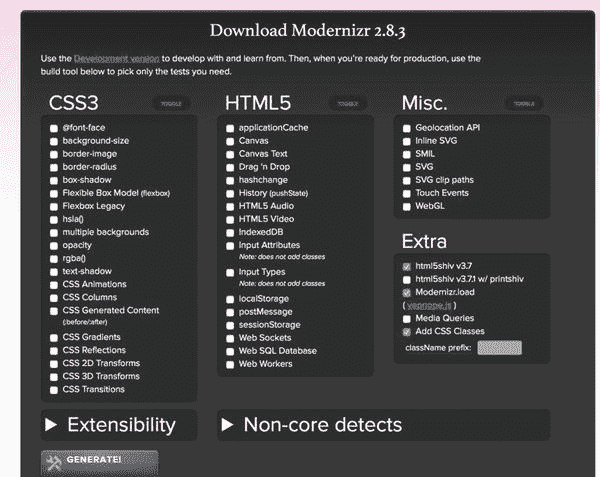 Download Modernizr 2.8.3
Use the Development version to develop with and learn from. Then, when you're ready for production, use the
build tool below to pick only the tests you need.
CSS3
TOGGLE
@font-face
background-size
border-image
border-radius
box-shadow
Flexible Box Model (flexbox)
Flexbox Legacy
hsla()
multiple backgrounds
opacity
rgba()
text-shadow
CSS Animations
CSS Columns
CSS Generated Content
(:before/:after)
CSS Gradients
CSS Reflections
CSS 2D Transforms
CSS 3D Transforms
CSS Transitions
HTML5
TOGGLE
applicationCache
Canvas
Canvas Text
Drag 'n Drop
hashchange
History (pushState)
HTML5 Audio
HTML5 Video
IndexedDB
Input Attributes
Note: does not add classes
Input Types
Note: does not add classes
localStorage
postMessage
sessionStorage
Web Sockets
Web SQL Database
Web Workers
Misc.
TOGGLE
Geolocation API
Inline SVG
SMIL
SVG
SVG clip paths
Touch Events
WebGL
Extra
html5shiv v3.7
html5shiv v3.7.1 w/ printshiv
Modernizr.load
(yepnope.js)
Media Queries
Add CSS Classes
className prefix:
Extensibility
Non-core detects
GENERATE!